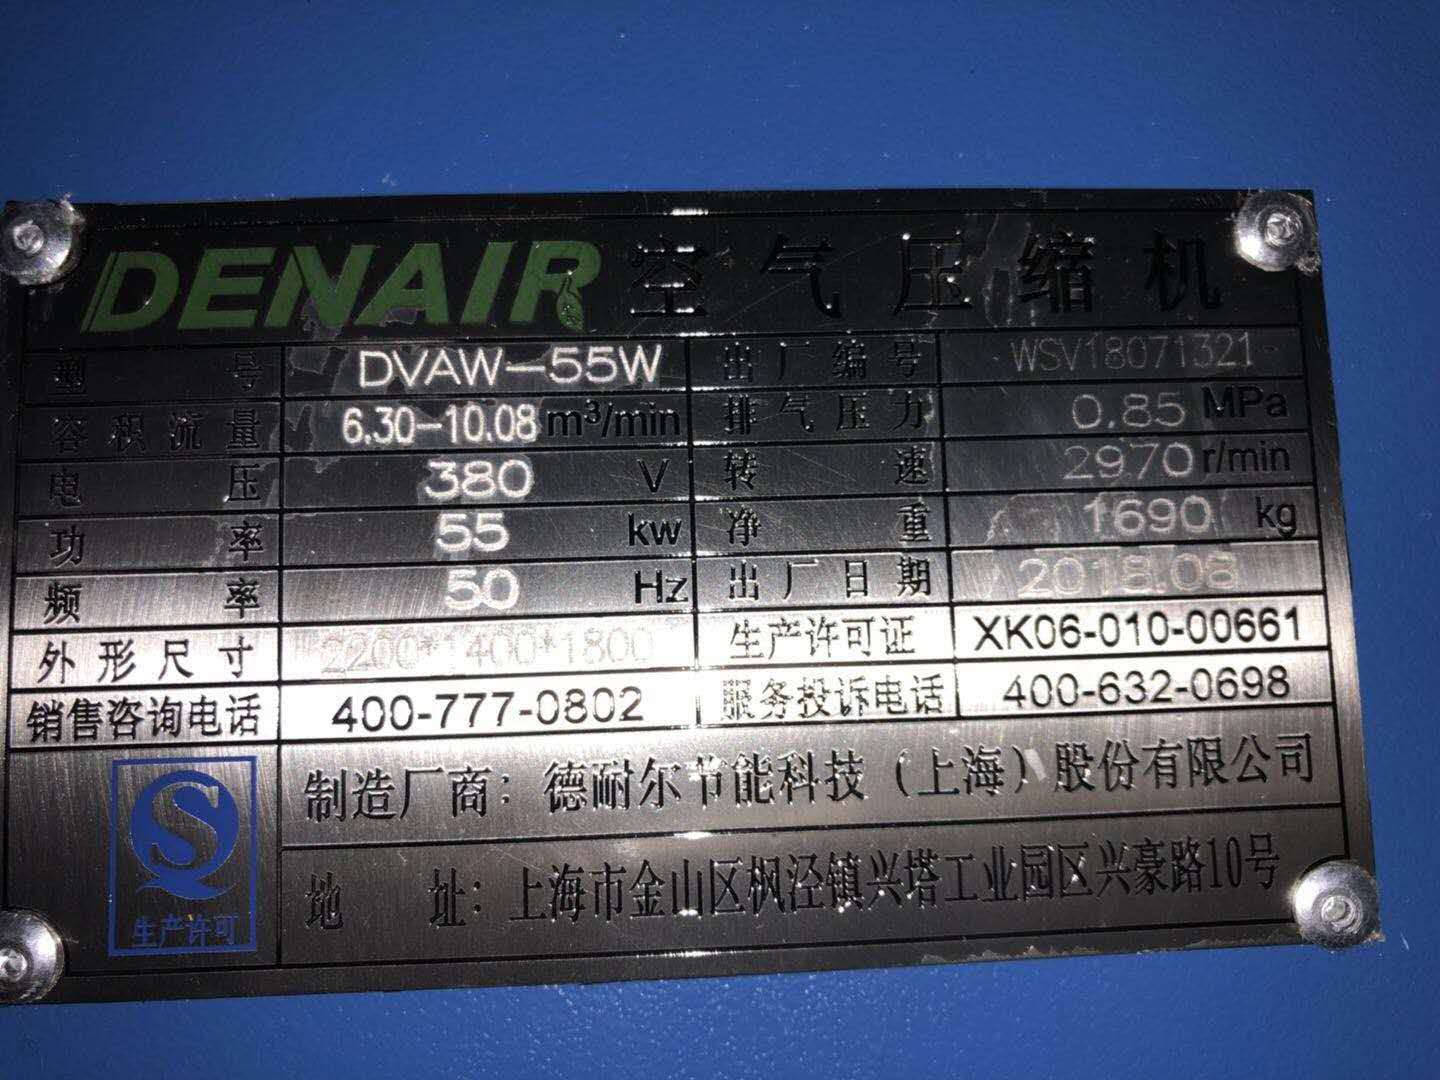 DENAIR 空气压缩机
型号 DVAW-55W 出厂编号 WSV18071321
容积流量 6.30-10.08 m³/min 排气压力 0.85 MPa
电压 380 V 转速 2970 r/min
功率 55 kw 净重 1690 kg
频率 50 Hz 出厂日期 2018.08
外形尺寸 2200*1400*1800 生产许可证 XK06-010-00661
销售咨询电话 400-777-0802 服务投诉电话 400-632-0698
制造厂商：德耐尔节能科技（上海）股份有限公司
地址：上海市金山区枫泾镇兴塔工业园区兴豪路10号
生产许可